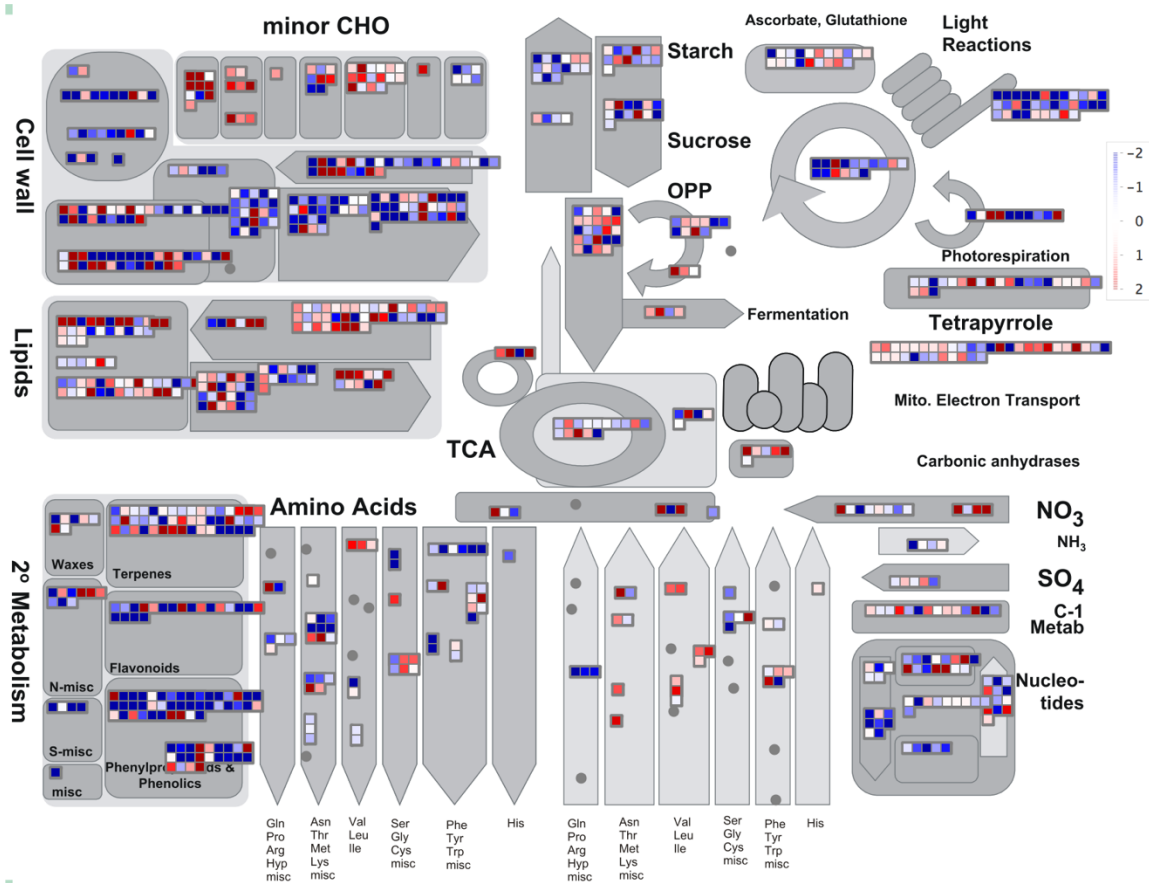 minor CHO
Ascorbate, Glutathione
Light
Reactions
Starch
Sucrose
Cell wall
OPP
−2
−1
0
1
2
Photorespiration
Tetrapyrrole
Fermentation
Lipids
Mito. Electron Transport
TCA
Carbonic anhydrases
Amino Acids
NO3
NH3
SO4
C-1
Metab
Nucleo-
tides
2º Metabolism
Waxes
Terpenes
Flavonoids
N-misc
S-misc
misc
Phenolics
Gln
Pro
Arg
Hyp
misc
Asn
Thr
Met
Lys
misc
Val
Leu
Ile
Ser
Gly
Cys
misc
Phe
Tyr
Trp
misc
His
Gln
Pro
Arg
Hyp
misc
Asn
Thr
Met
Lys
misc
Val
Leu
Ile
Ser
Gly
Cys
misc
Phe
Tyr
Trp
misc
His